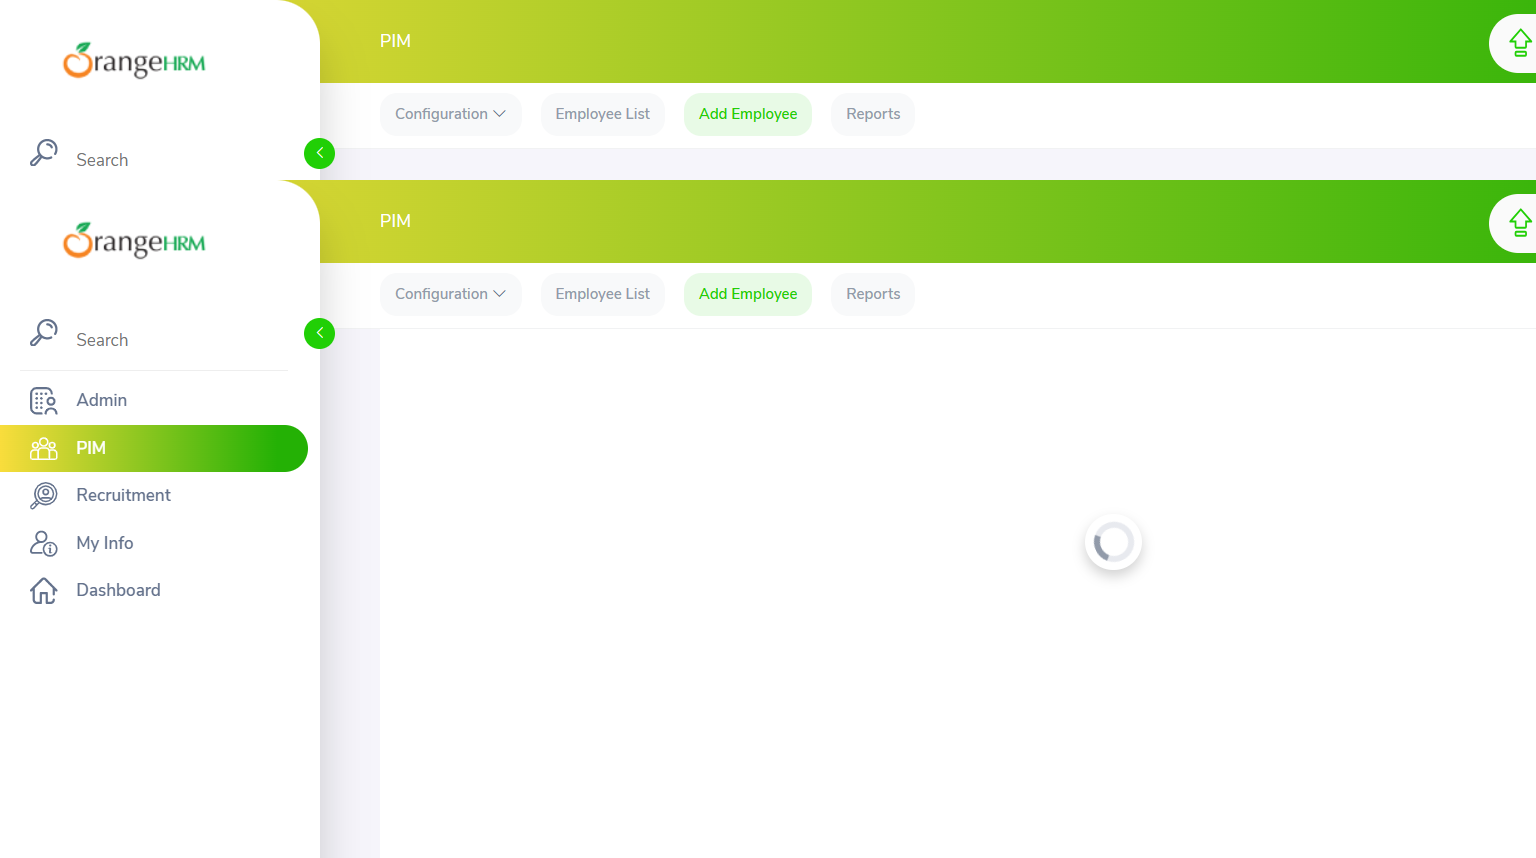 OrangeHRM
PIM
Configuration Employee List Add Employee Reports
Search
OrangeHRM
PIM
Configuration Employee List Add Employee Reports
Search
Admin
PIM
Recruitment
My Info
Dashboard